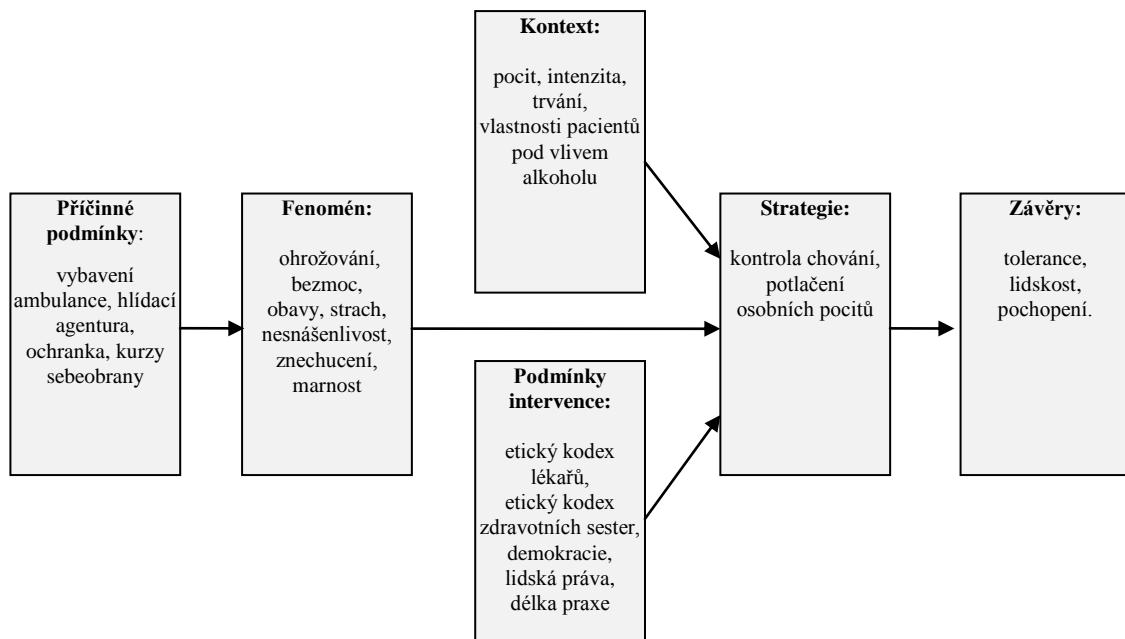 Kontext:
pocit, intenzita,
trvání,
vlastnosti pacientů
pod vlivem
alkoholu
Příčinné
podmínky:
vybavení
ambulance, hlídací
agentura,
ochranka, kurzy
sebeobrany
Fenomén:
ohrožování,
bezmoc,
obavy, strach,
nesnášenlivost,
znechucení,
marnost
Podmínky
intervence:
etický kodex
lékařů,
etický kodex
zdravotních sester,
demokracie,
lidská práva,
délka praxe
Strategie:
kontrola chování,
potlačení
osobních pocitů
Závěry:
tolerance,
lidskost,
pochopení.